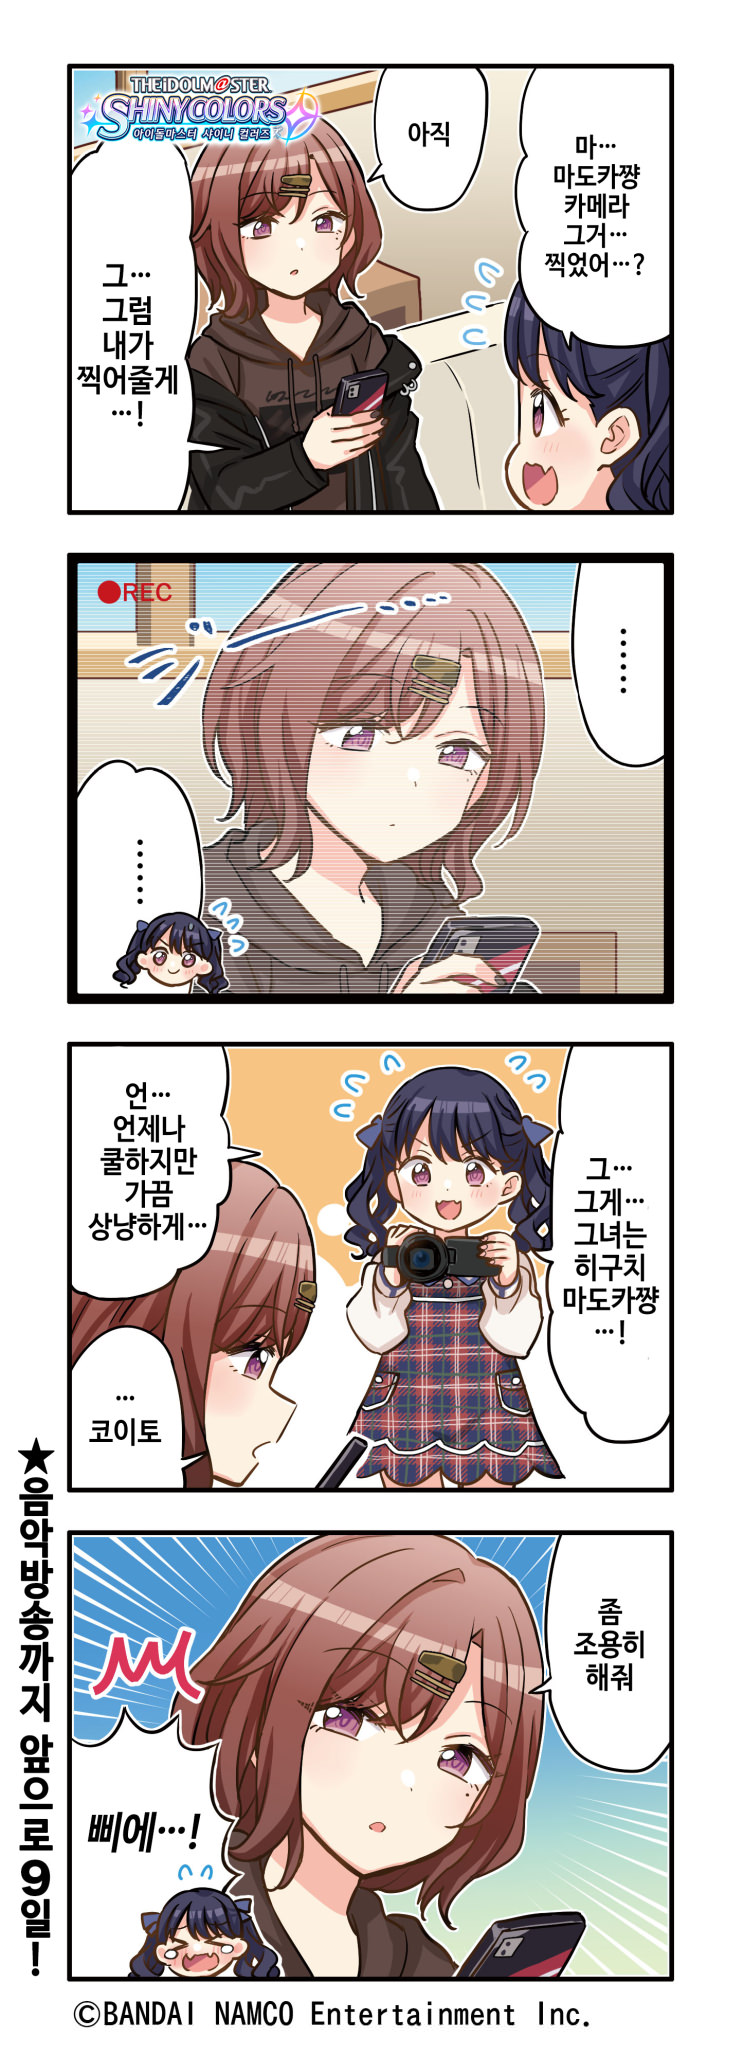 THE iDOLM@STER
SHINY COLORS
아이돌마스터 샤이니 컬러즈
마…
마도카쨩
카메라
그거…
찍었어…?
아직
그…
그럼
내가
찍어줄게
…!
●REC
……
……
그…
그게…
그녀는
히구치
마도카쨩
…!
언…
언제나
쿨하지만
가끔
상냥하게…
…
코이토
좀
조용히
해줘
삐에…!
★음악방송까지 앞으로 9일!
©BANDAI NAMCO Entertainment Inc.